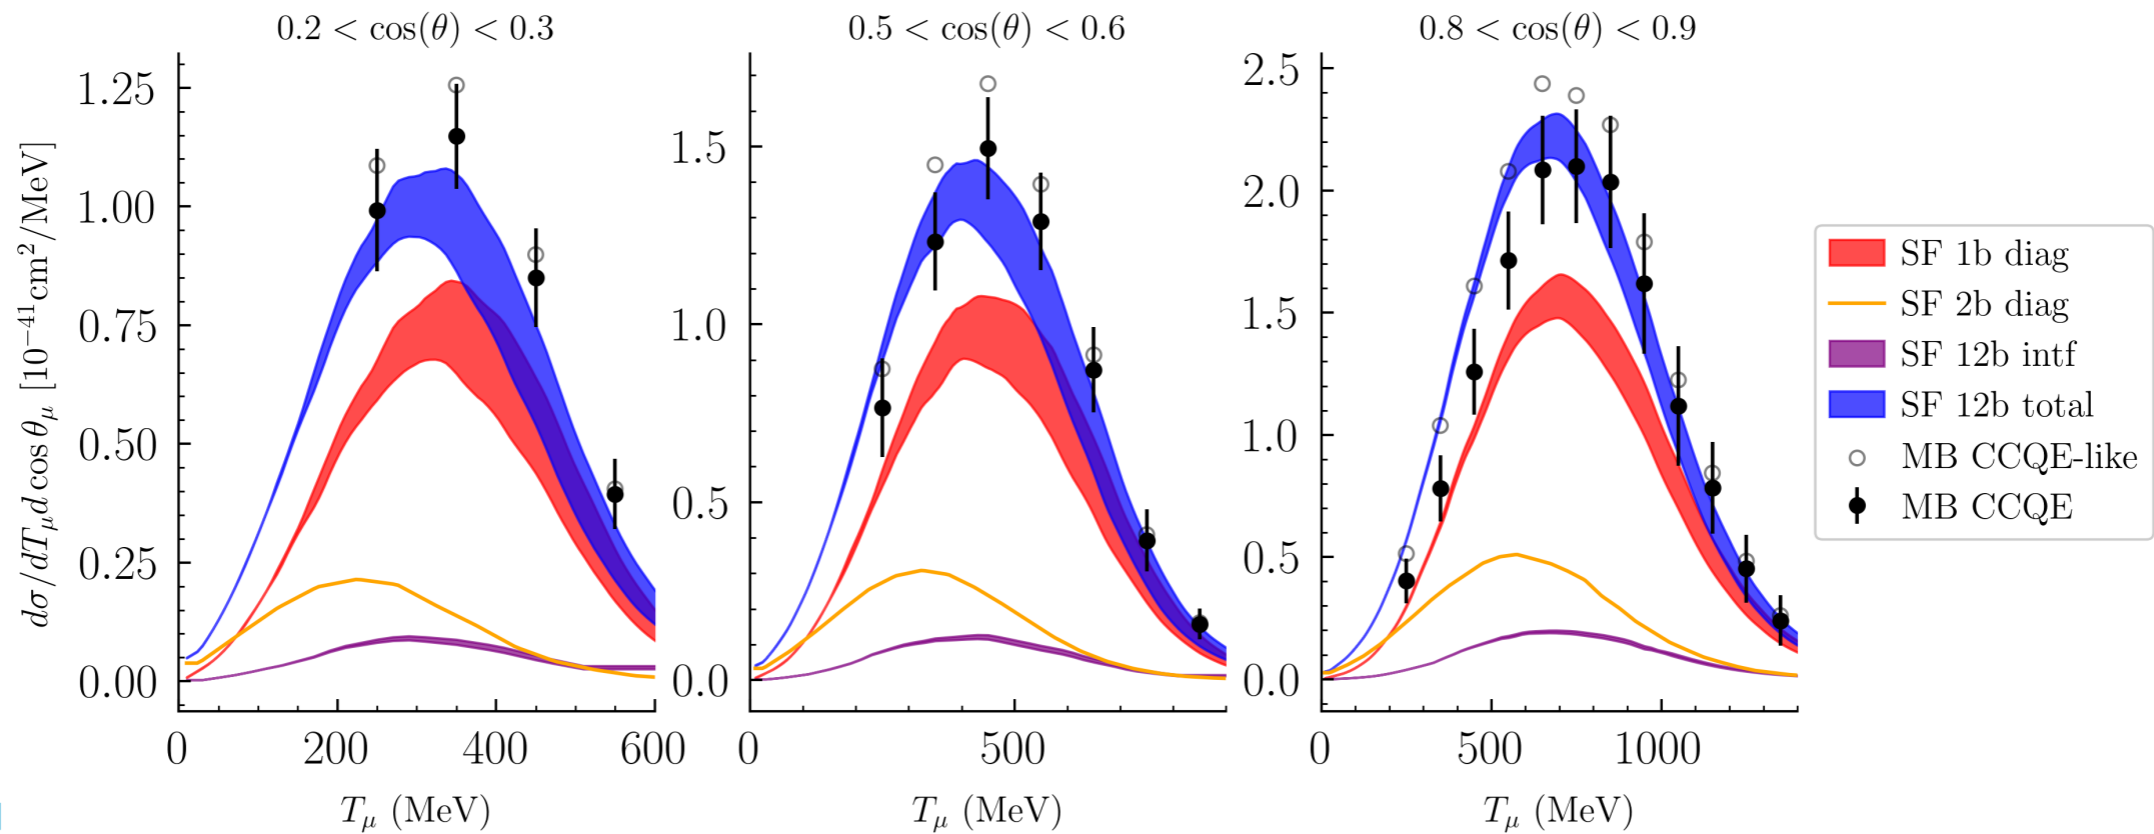 0.2 < cos(θ) < 0.3
0.5 < cos(θ) < 0.6
0.8 < cos(θ) < 0.9
dσ/dT_μ d cos θ_μ [10⁻⁴¹cm²/MeV]
1.25
1.00
0.75
0.50
0.25
0.00
0
200
400
600
T_μ (MeV)
1.5
1.0
0.5
0.0
0
500
T_μ (MeV)
2.5
2.0
1.5
1.0
0.5
0.0
0
500
1000
T_μ (MeV)
SF 1b diag
SF 2b diag
SF 12b intf
SF 12b total
MB CCQE-like
MB CCQE